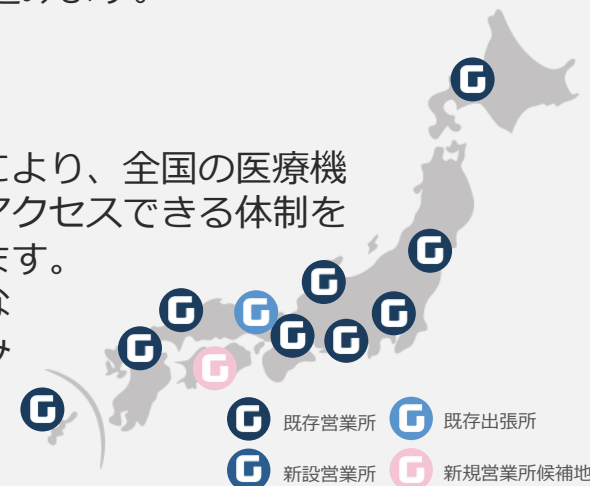 により、全国の医療機
アクセスできる体制を
ます。
な
G
既存営業所
G
既存出張所
G
新設営業所
G
新規営業所候補地